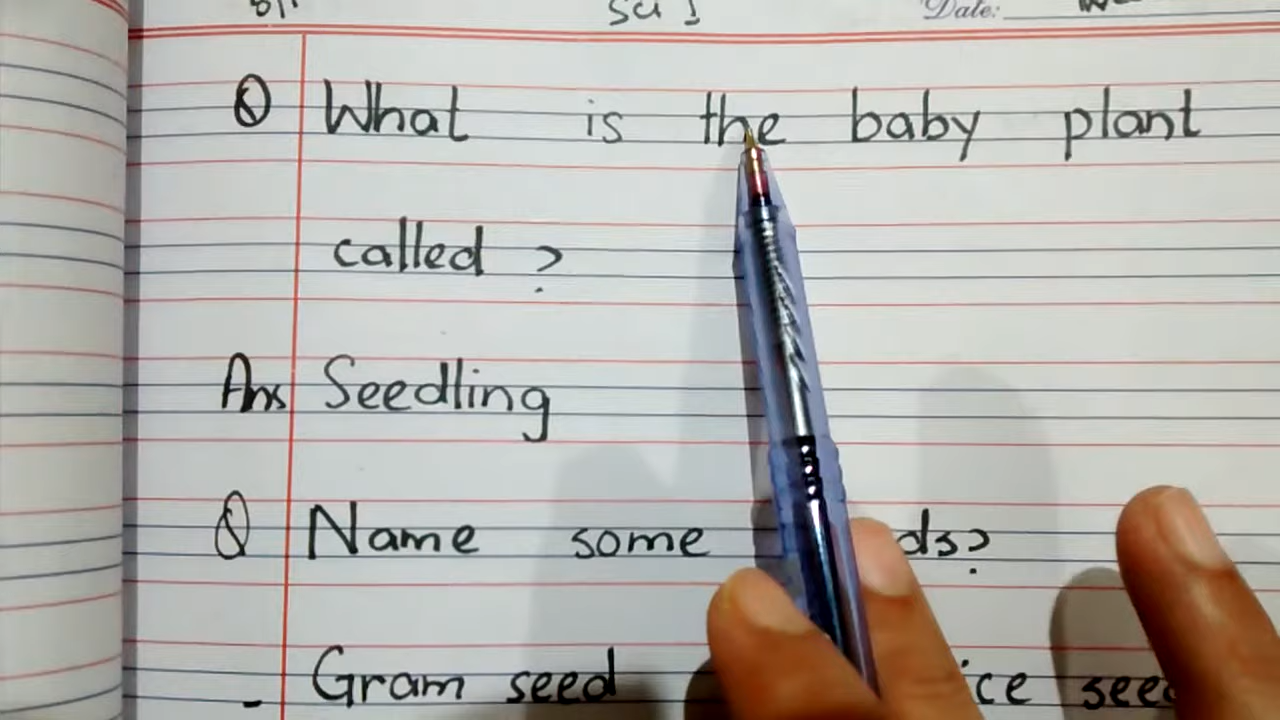 Date:
Q What is the baby plant
called ?
Ans Seedling
Q Name some
Gram seed